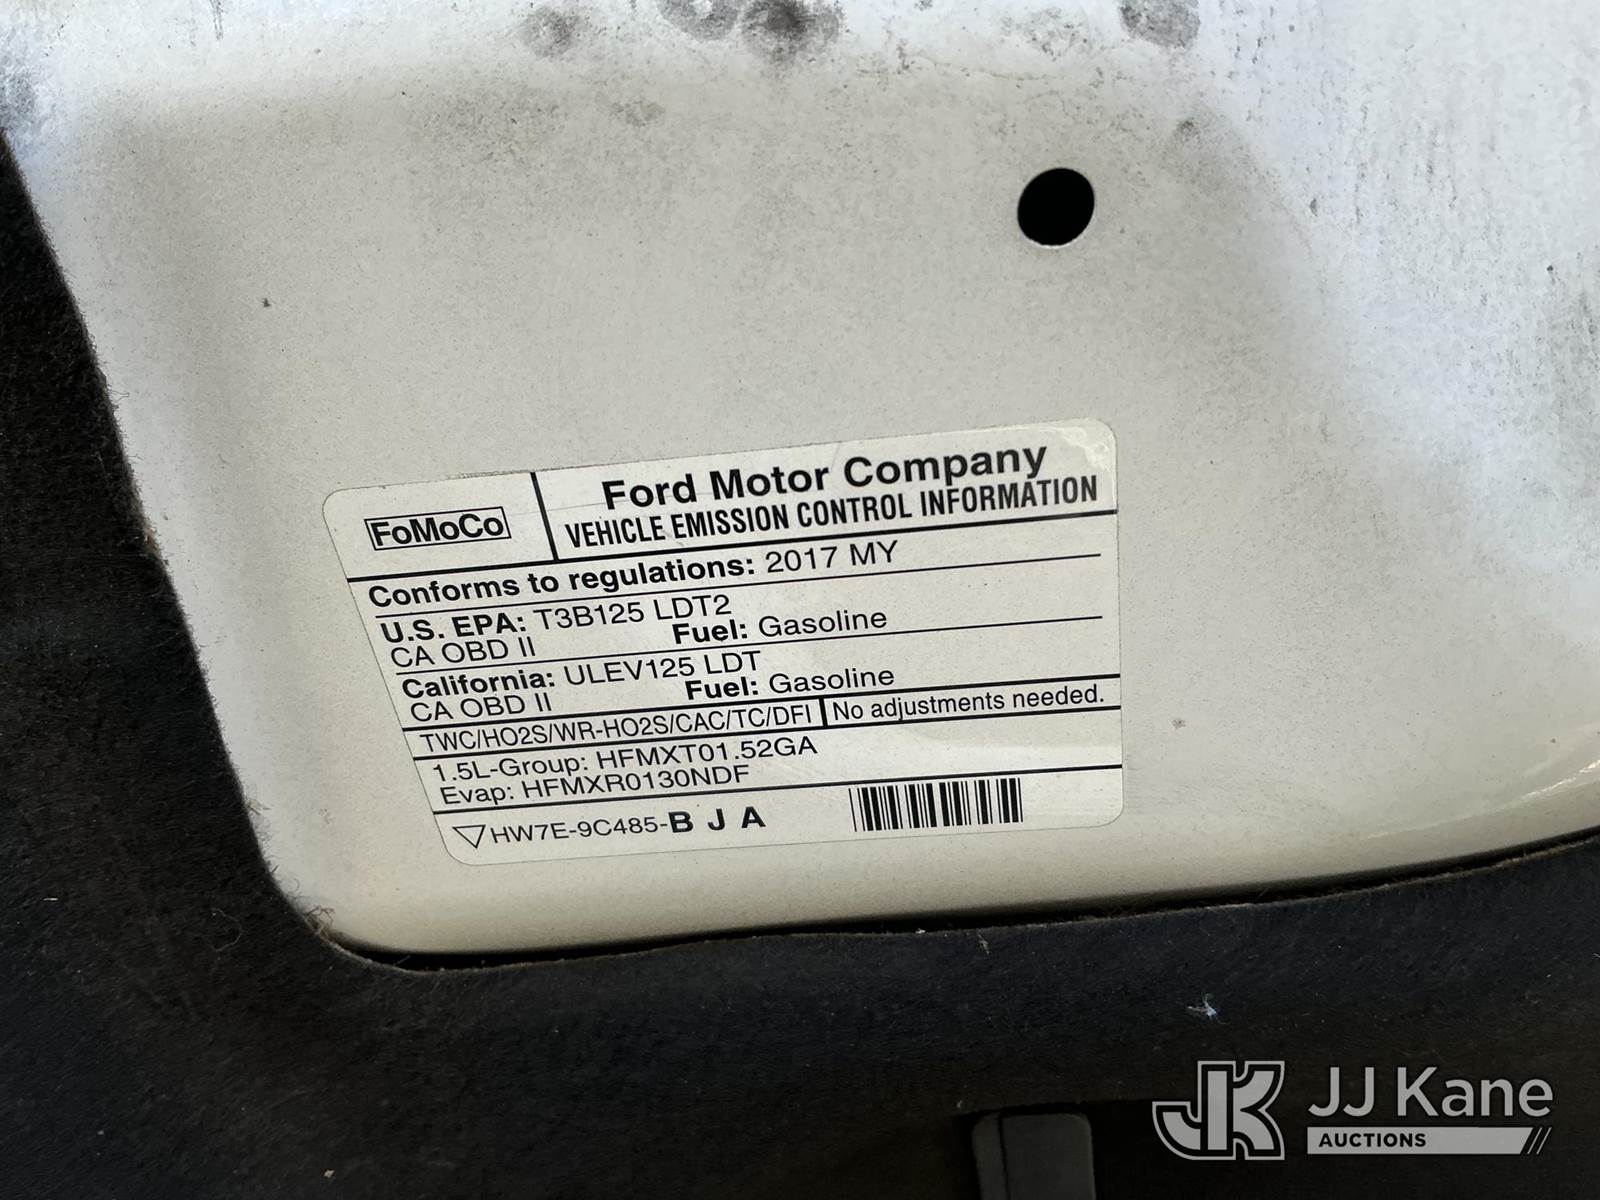 FoMoCo
Ford Motor Company
VEHICLE EMISSION CONTROL INFORMATION
Conforms to regulations: 2017 MY
U.S. EPA: T3B125 LDT2
CA OBD II Fuel: Gasoline
California: ULEV125 LDT
CA OBD II Fuel: Gasoline
TWC/HO2S/WR-HO2S/CAC/TC/DFI No adjustments needed.
1.5L-Group: HFMXT01.52GA
Evap: HFMXR0130NDF
HW7E-9C485-B J A
JK JJ Kane
AUCTIONS